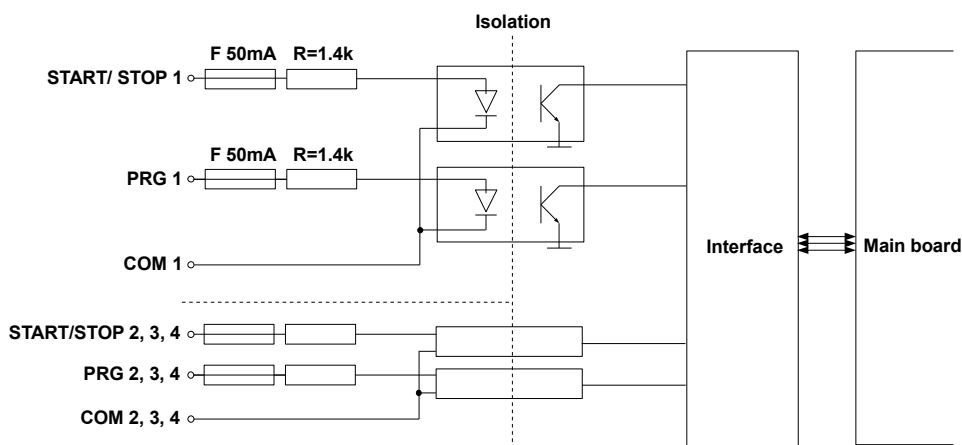 Isolation
F 50mA R=1.4k
START/ STOP 1
F 50mA R=1.4k
PRG 1
COM 1
Interface
Main board
START/STOP 2, 3, 4
PRG 2, 3, 4
COM 2, 3, 4